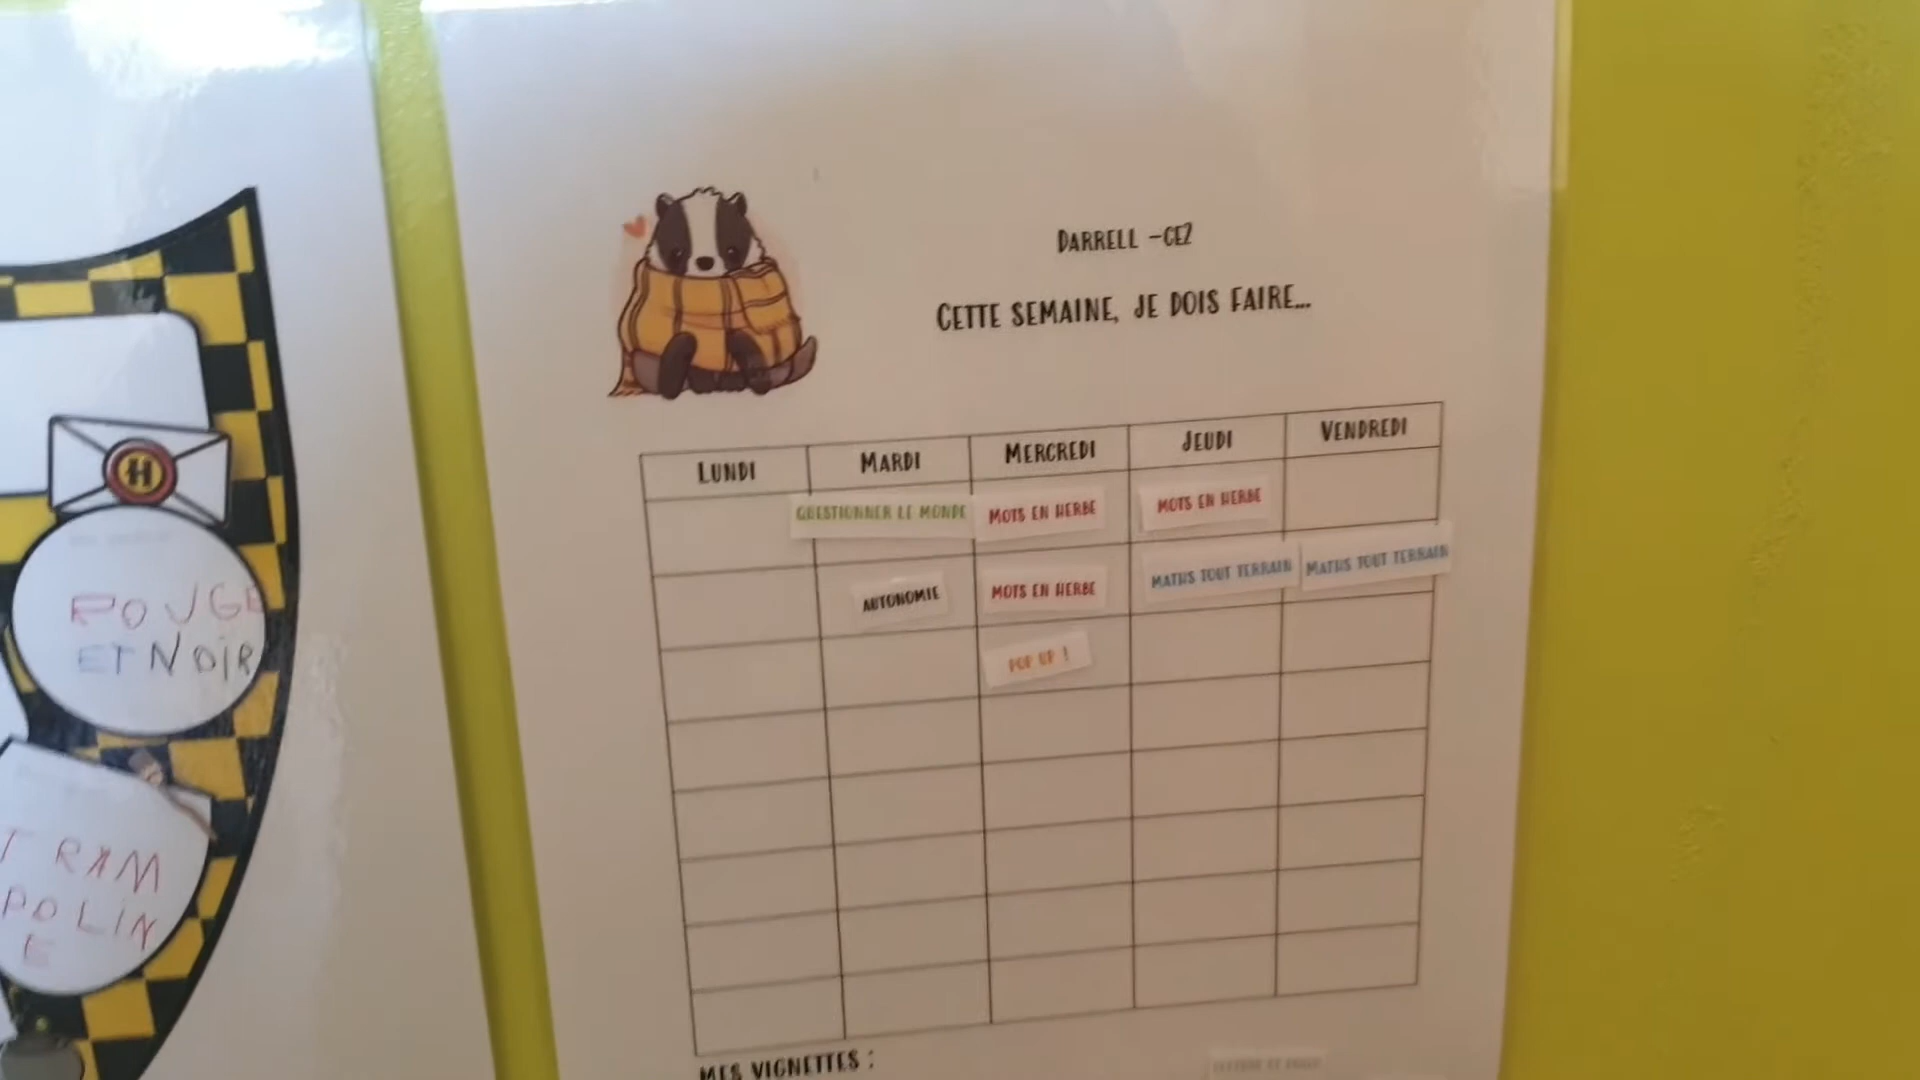 DARRELL -CE2
CETTE SEMAINE, JE DOIS FAIRE...
LUNDI MARDI MERCREDI JEUDI VENDREDI
QUESTIONNER LE MONDE MOTS EN HERBE MOTS EN HERBE
AUTONOMIE MOTS EN HERBE MATHS TOUT TERRAIN MATHS TOUT TERRAIN
POP UP !
MES VIGNETTES :
H
ROUGE
ET NOIR
TRAM
POLIN
E